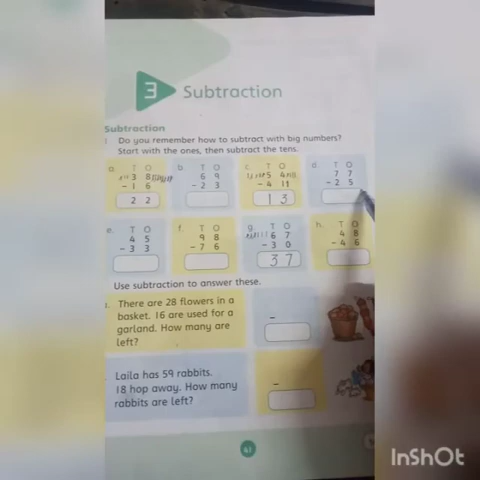 3 Subtraction
Subtraction
Do you remember how to subtract with big numbers?
Start with the ones, then subtract the tens.
a. T O b. T O c. T O d. T O
3 8 6 9 5 4 7 7
- 1 6 - 2 3 - 4 1 - 2 5
2 2 1 3
e. T O f. T O g. T O h. T O
4 5 9 8 6 7 4 8
- 3 3 - 7 6 - 3 0 - 4 6
3 7
Use subtraction to answer these.
There are 28 flowers in a
basket. 16 are used for a
garland. How many are
left?
-
Laila has 59 rabbits.
18 hop away. How many
rabbits are left?
-
41
InShOt